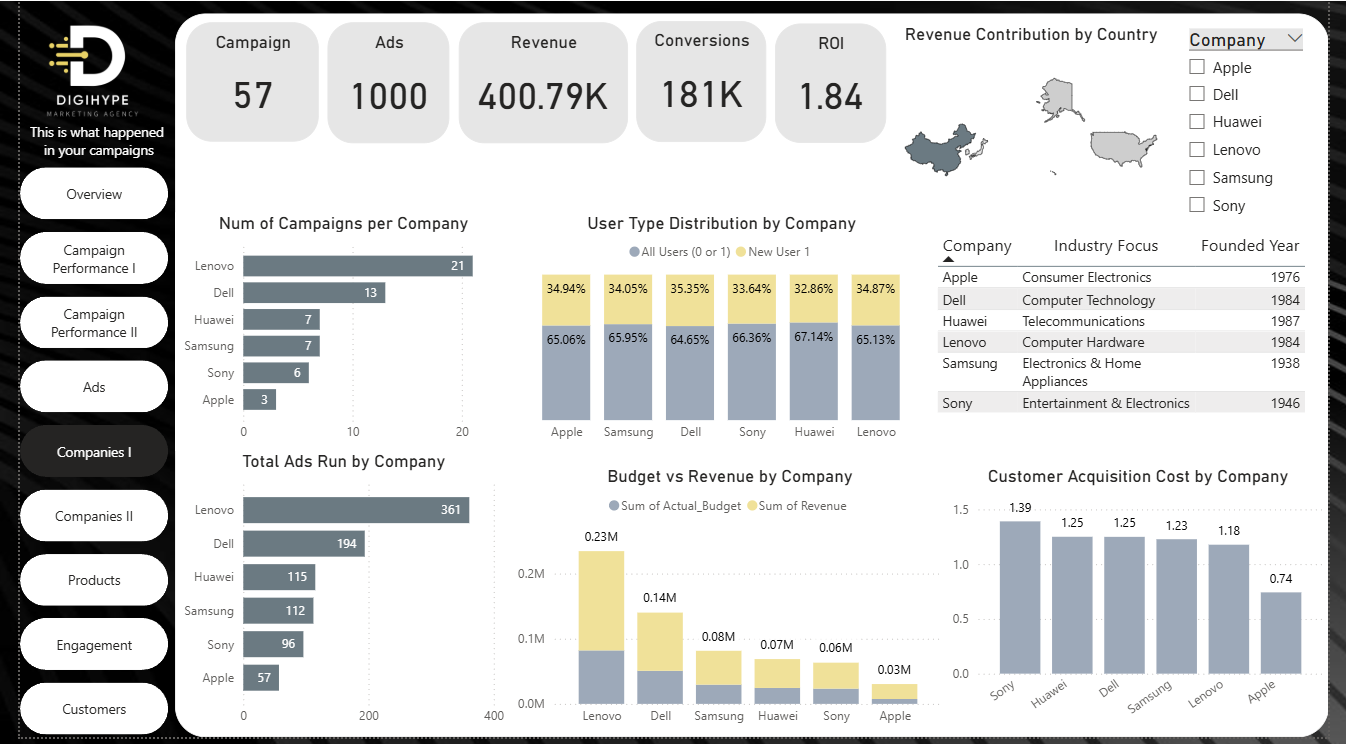 DIGIHYPE
MARKETING AGENCY
This is what happened
in your campaigns
Overview
Campaign
Performance I
Campaign
Performance II
Ads
Companies I
Companies II
Products
Engagement
Customers
Campaign
57
Ads
1000
Revenue
400.79K
Conversions
181K
ROI
1.84
Revenue Contribution by Country
Company
Apple
Dell
Huawei
Lenovo
Samsung
Sony
Num of Campaigns per Company
Lenovo 21
Dell 13
Huawei 7
Samsung 7
Sony 6
Apple 3
0 10 20
User Type Distribution by Company
All Users (0 or 1) New User 1
34.94% 34.05% 35.35% 33.64% 32.86% 34.87%
65.06% 65.95% 64.65% 66.36% 67.14% 65.13%
Apple Samsung Dell Sony Huawei Lenovo
Company Industry Focus Founded Year
Apple Consumer Electronics 1976
Dell Computer Technology 1984
Huawei Telecommunications 1987
Lenovo Computer Hardware 1984
Samsung Electronics & Home 1938
Appliances
Sony Entertainment & Electronics 1946
Total Ads Run by Company
Lenovo 361
Dell 194
Huawei 115
Samsung 112
Sony 96
Apple 57
0 200 400
Budget vs Revenue by Company
Sum of Actual_Budget Sum of Revenue
0.2M
0.1M
0.0M
0.23M
0.14M
0.08M
0.07M
0.06M
0.03M
Lenovo Dell Samsung Huawei Sony Apple
Customer Acquisition Cost by Company
1.5
1.0
0.5
0.0
1.39
1.25
1.25
1.23
1.18
0.74
Sony Huawei Dell Samsung Lenovo Apple